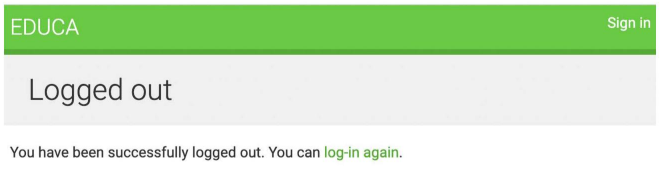 EDUCA
Sign in
Logged out
You have been successfully logged out. You can log-in again.